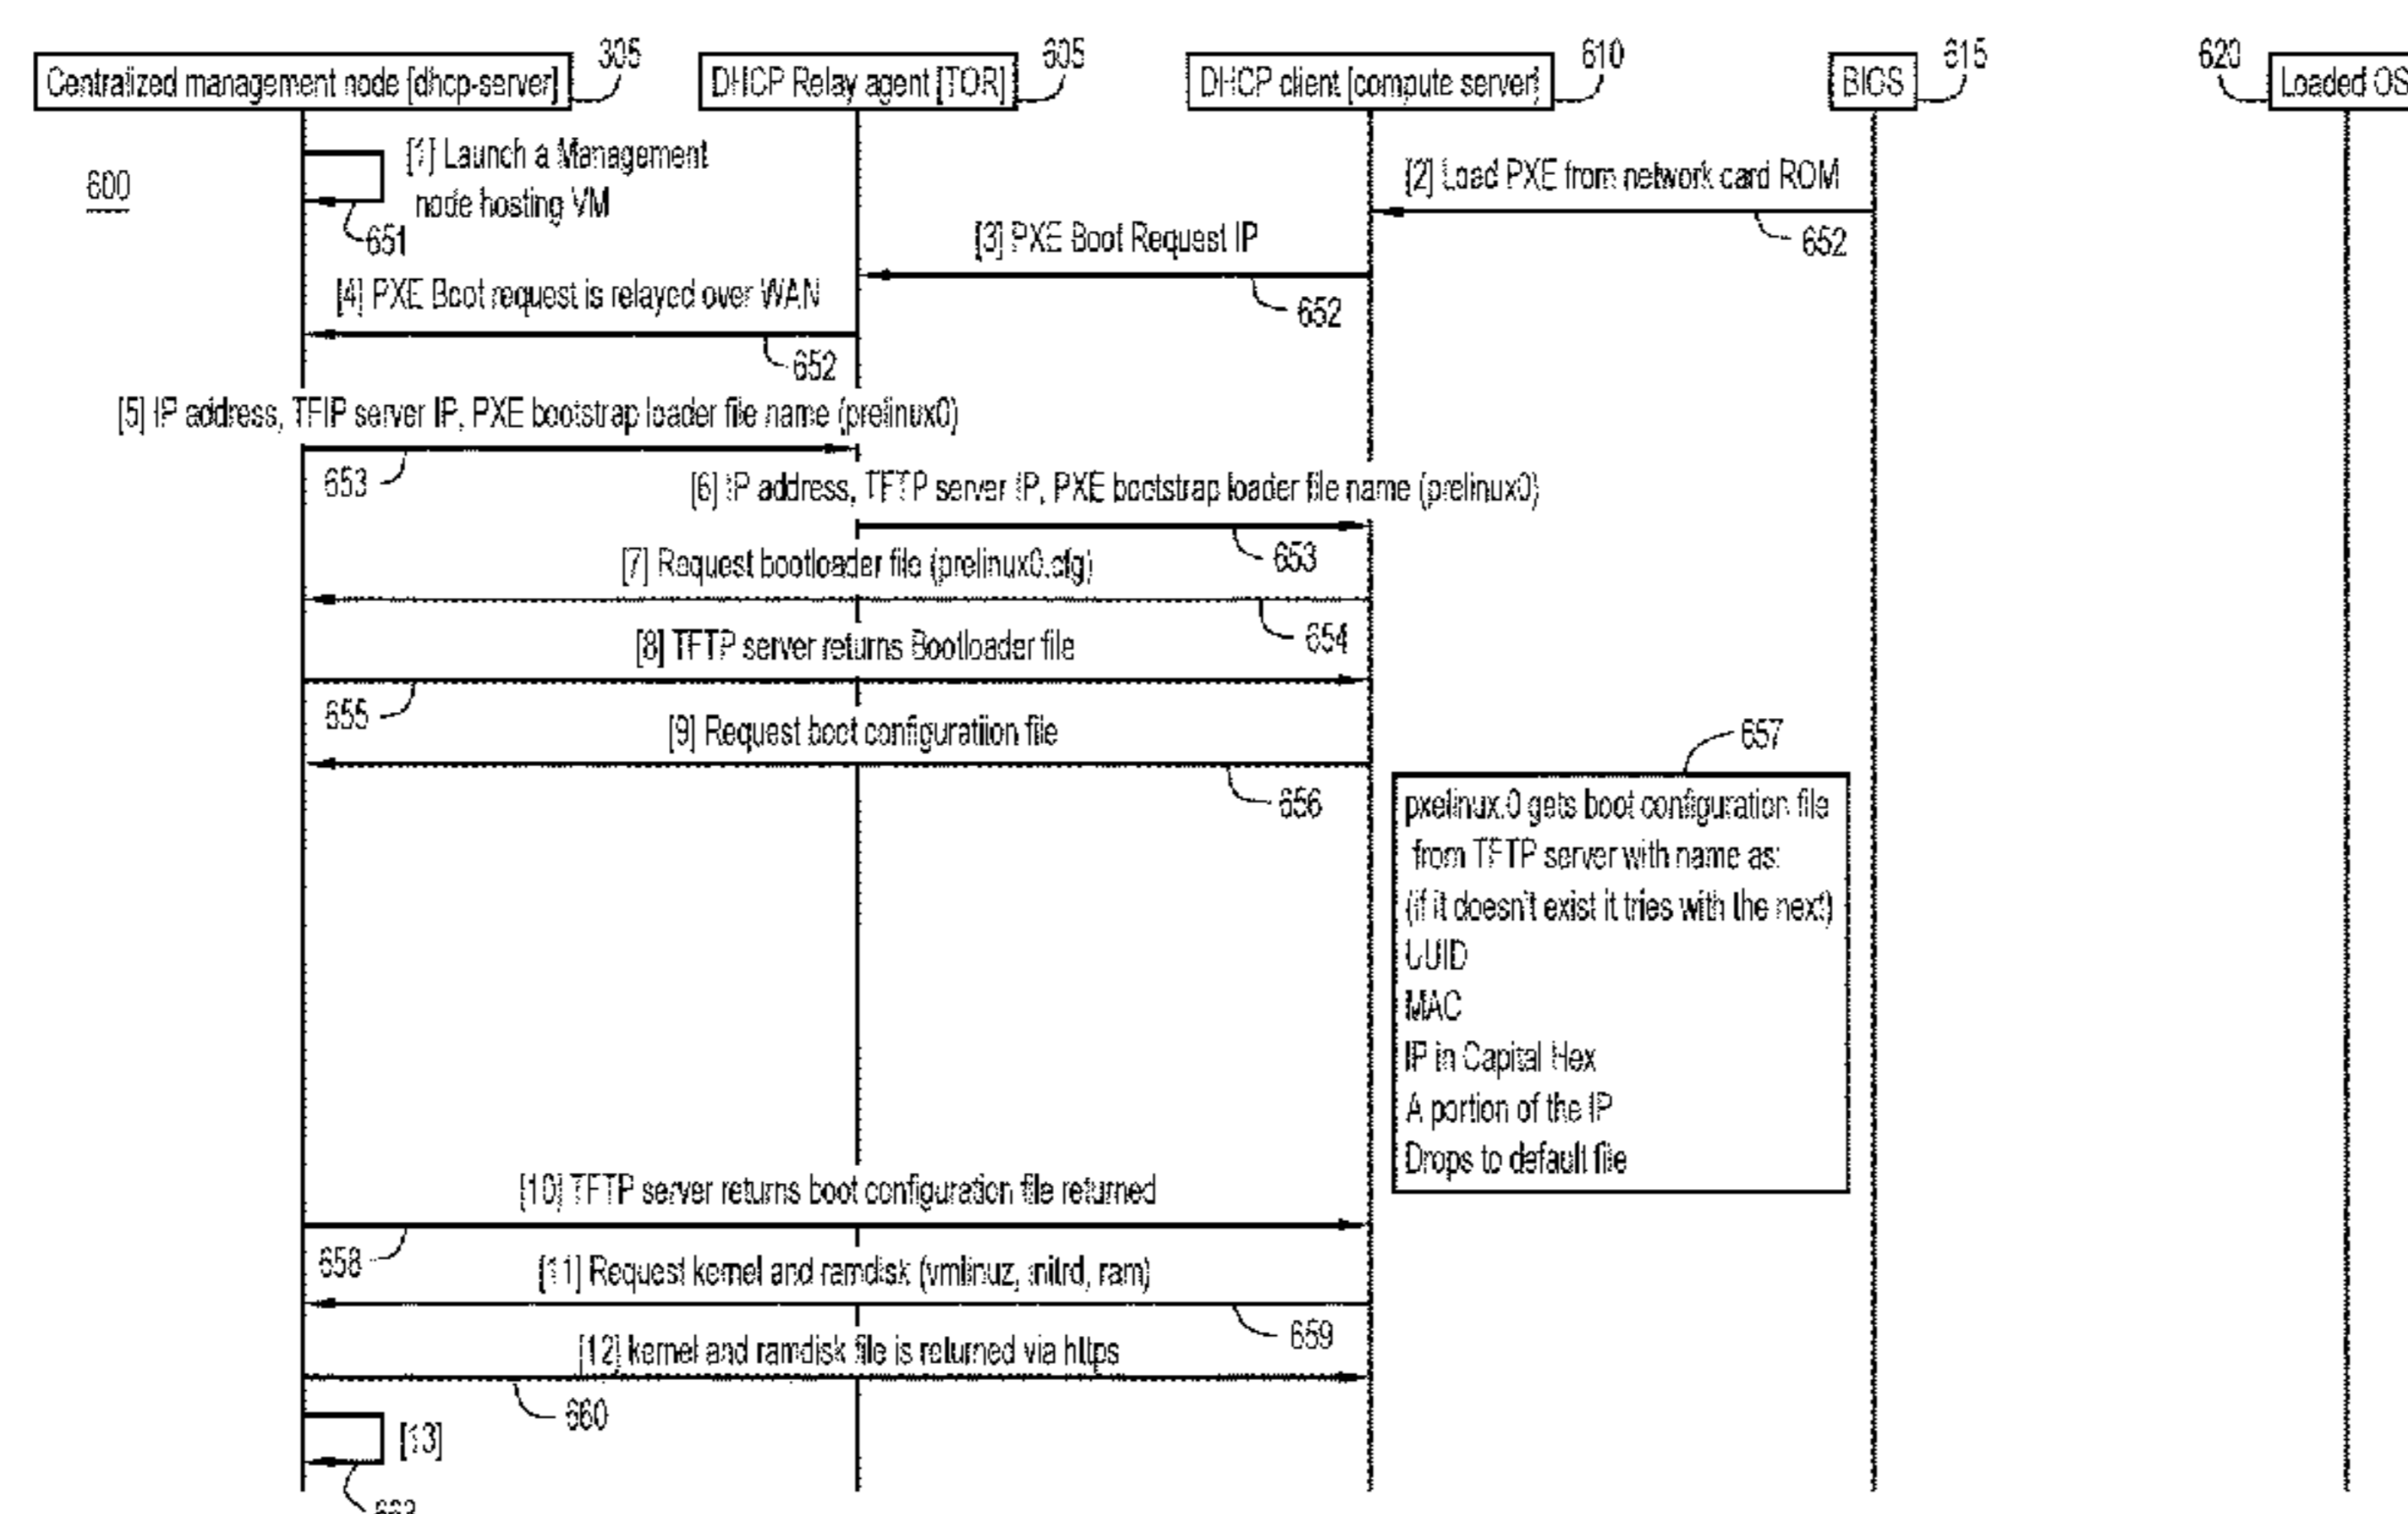 Centralized management node [dhcp-server]
305
DHCP Relay agent [TOR]
605
DHCP client [compute server]
610
BIOS
615
620
Loaded OS
600
[1] Launch a Management
node hosting VM
651
[2] Load PXE from network card ROM
652
[3] PXE Boot Request IP
652
[4] PXE Boot request is relayed over WAN
652
[5] IP address, TFIP server IP, PXE bootstrap loader file name (prelinux0)
653
[6] IP address, TFTP server IP, PXE bootstrap loader file name (prelinux0)
653
[7] Request bootloader file (prelinux0.cfg)
654
[8] TFTP server returns Bootloader file
655
[9] Request boot configuratiion file
656
657
pxelinux.0 gets boot configuration file
from TFTP server with name as:
(if it doesn't exist it tries with the next)
UUID
MAC
IP in Capital Hex
A portion of the IP
Drops to default file
[10] TFTP server returns boot configuration file returned
658
[11] Request kernel and ramdisk (vmlinuz, initrd, ram)
659
[12] kernel and ramdisk file is returned via https
660
[13]